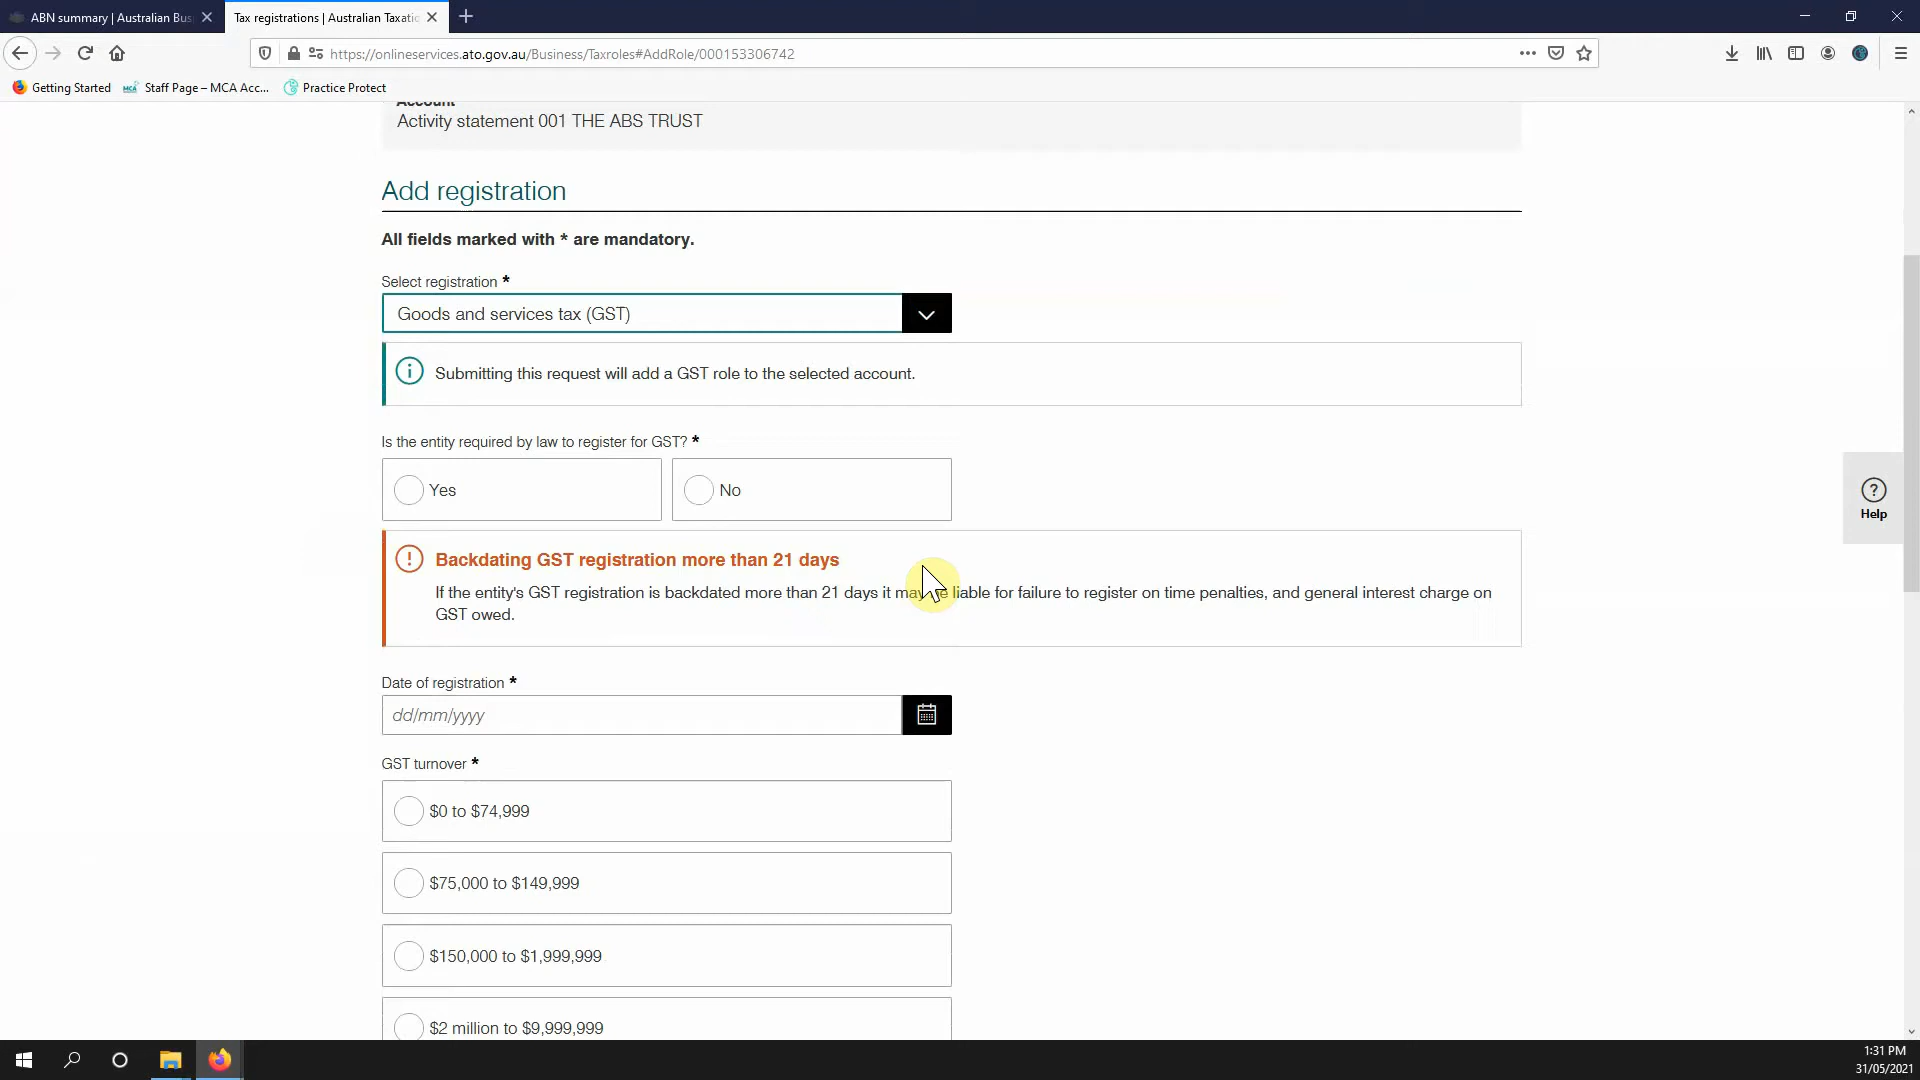 ABN summary | Australian Bus
Tax registrations | Australian Taxatio
https://onlineservices.ato.gov.au/Business/Taxroles#AddRole/000153306742
Getting Started
MCA
Staff Page – MCA Acc...
Practice Protect
Account
Activity statement 001 THE ABS TRUST
Add registration
All fields marked with * are mandatory.
Select registration *
Goods and services tax (GST)
Submitting this request will add a GST role to the selected account.
Is the entity required by law to register for GST? *
Yes
No
Backdating GST registration more than 21 days
If the entity's GST registration is backdated more than 21 days it may be liable for failure to register on time penalties, and general interest charge on
GST owed.
Date of registration *
dd/mm/yyyy
GST turnover *
$0 to $74,999
$75,000 to $149,999
$150,000 to $1,999,999
$2 million to $9,999,999
Help
1:31 PM
31/05/2021